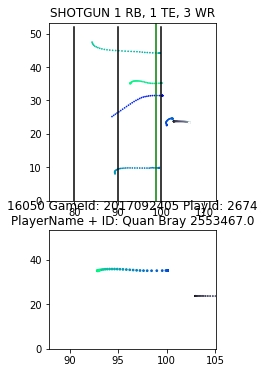 SHOTGUN 1 RB, 1 TE, 3 WR
50
40
30
20
10
0
80 90 100 110
16050 GameId: 2017092405 PlayId: 2674
PlayerName + ID: Quan Bray 2553467.0
40
20
0
90 95 100 105